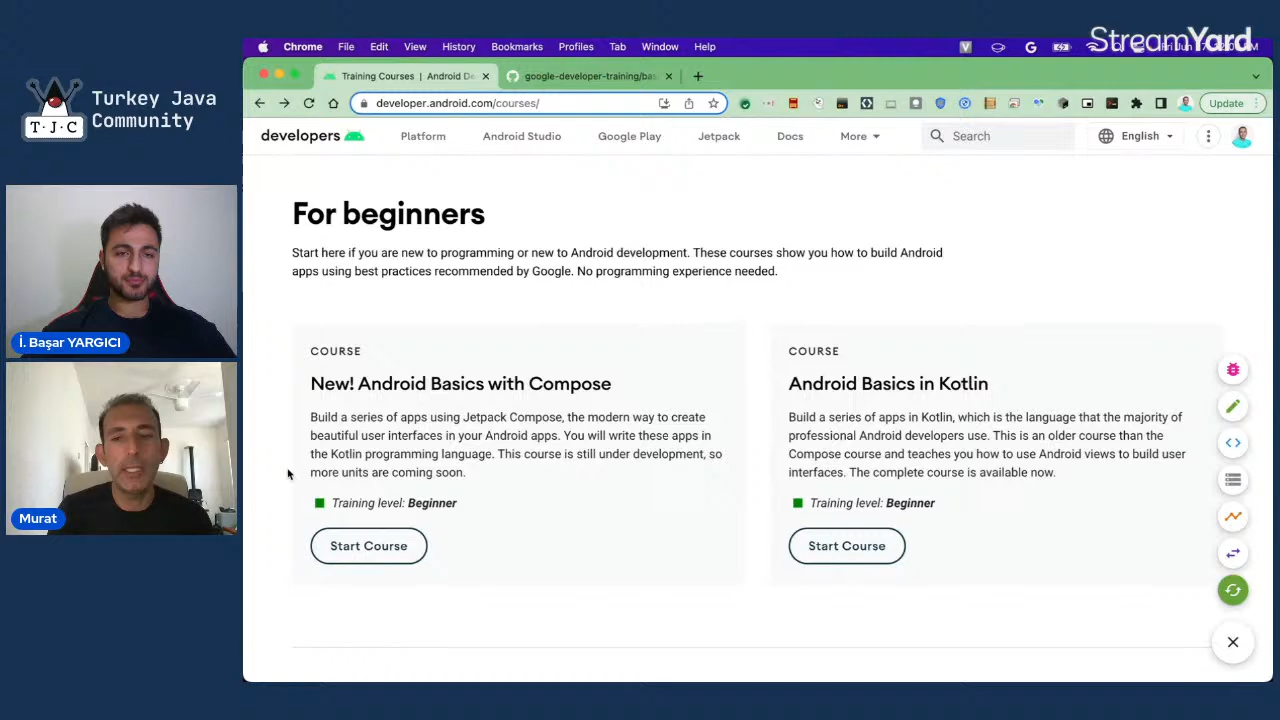 StreamYard
Turkey Java
Community
T·J·C
İ. Başar YARGICI
Murat
Chrome File Edit View History Bookmarks Profiles Tab Window Help
Training Courses | Android De
google-developer-training/bas
developer.android.com/courses/
Update
developers Platform Android Studio Google Play Jetpack Docs More Search English
For beginners
Start here if you are new to programming or new to Android development. These courses show you how to build Android
apps using best practices recommended by Google. No programming experience needed.
COURSE
New! Android Basics with Compose
Build a series of apps using Jetpack Compose, the modern way to create
beautiful user interfaces in your Android apps. You will write these apps in
the Kotlin programming language. This course is still under development, so
more units are coming soon.
Training level: Beginner
Start Course
COURSE
Android Basics in Kotlin
Build a series of apps in Kotlin, which is the language that the majority of
professional Android developers use. This is an older course than the
Compose course and teaches you how to use Android views to build user
interfaces. The complete course is available now.
Training level: Beginner
Start Course